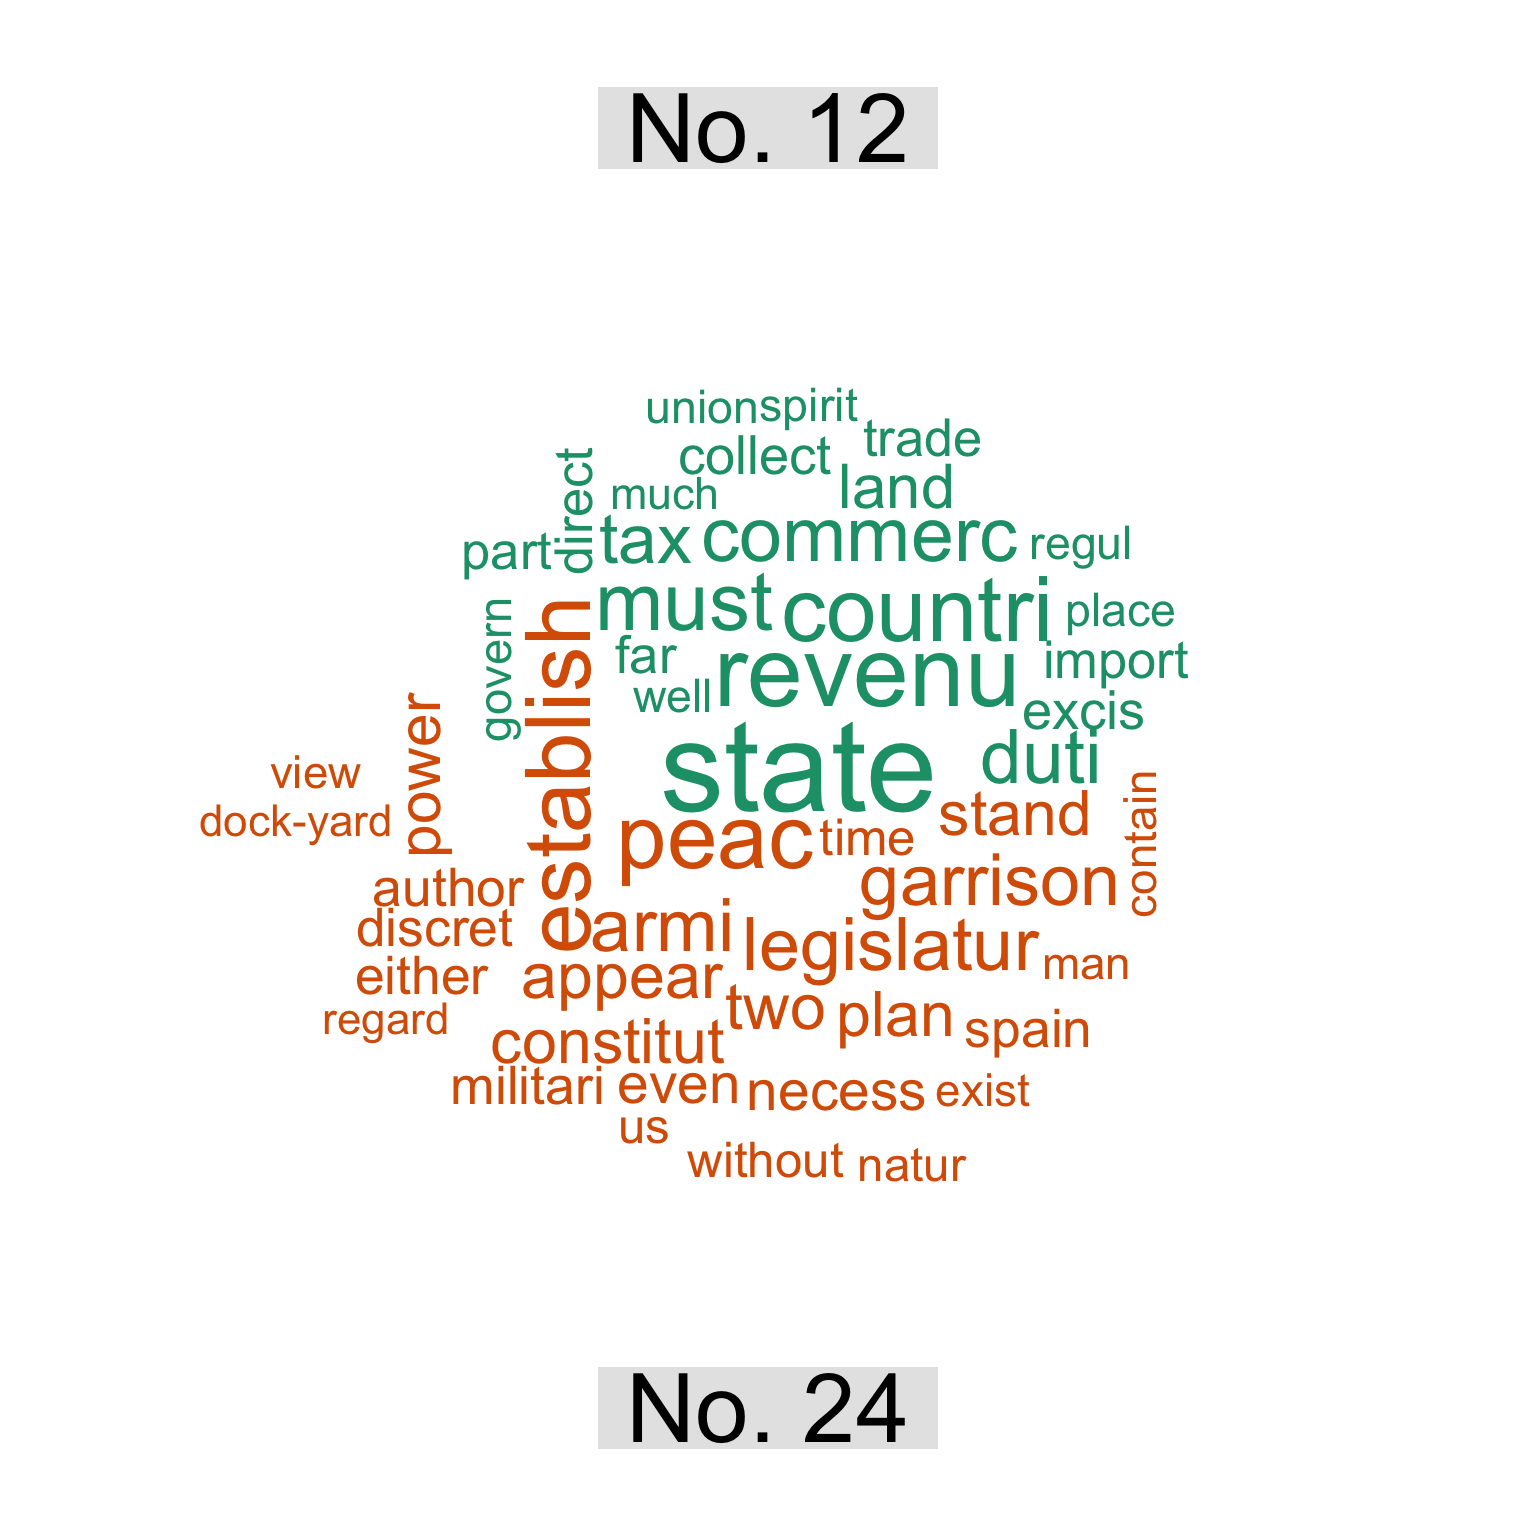 No. 12
unionspirit
trade
collect
direct
land
much
tax
commerc
regul
part
must
countri
place
govern
establish
far
import
revenu
well
excis
power
state
duti
view
contain
stand
dock-yard
peac
time
garrison
author
discret
armi
legislatur
man
either
appear
two
plan
regard
spain
constitut
militari
even
necess
exist
us
without
natur
No. 24